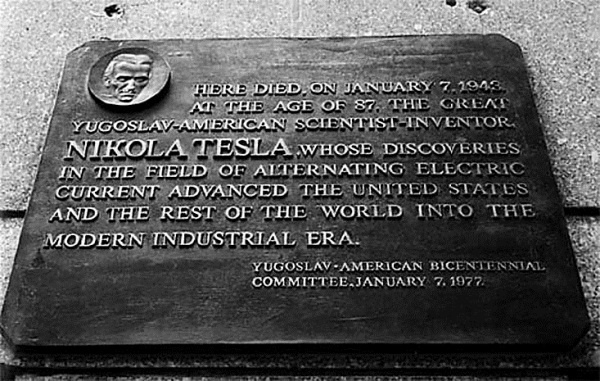 HERE DIED, ON JANUARY 7, 1943,
AT THE AGE OF 87, THE GREAT
YUGOSLAV-AMERICAN SCIENTIST-INVENTOR,
NIKOLA TESLA, WHOSE DISCOVERIES
IN THE FIELD OF ALTERNATING ELECTRIC
CURRENT ADVANCED THE UNITED STATES
AND THE REST OF THE WORLD INTO THE
MODERN INDUSTRIAL ERA.
YUGOSLAV-AMERICAN BICENTENNIAL
COMMITTEE, JANUARY 7, 1977.